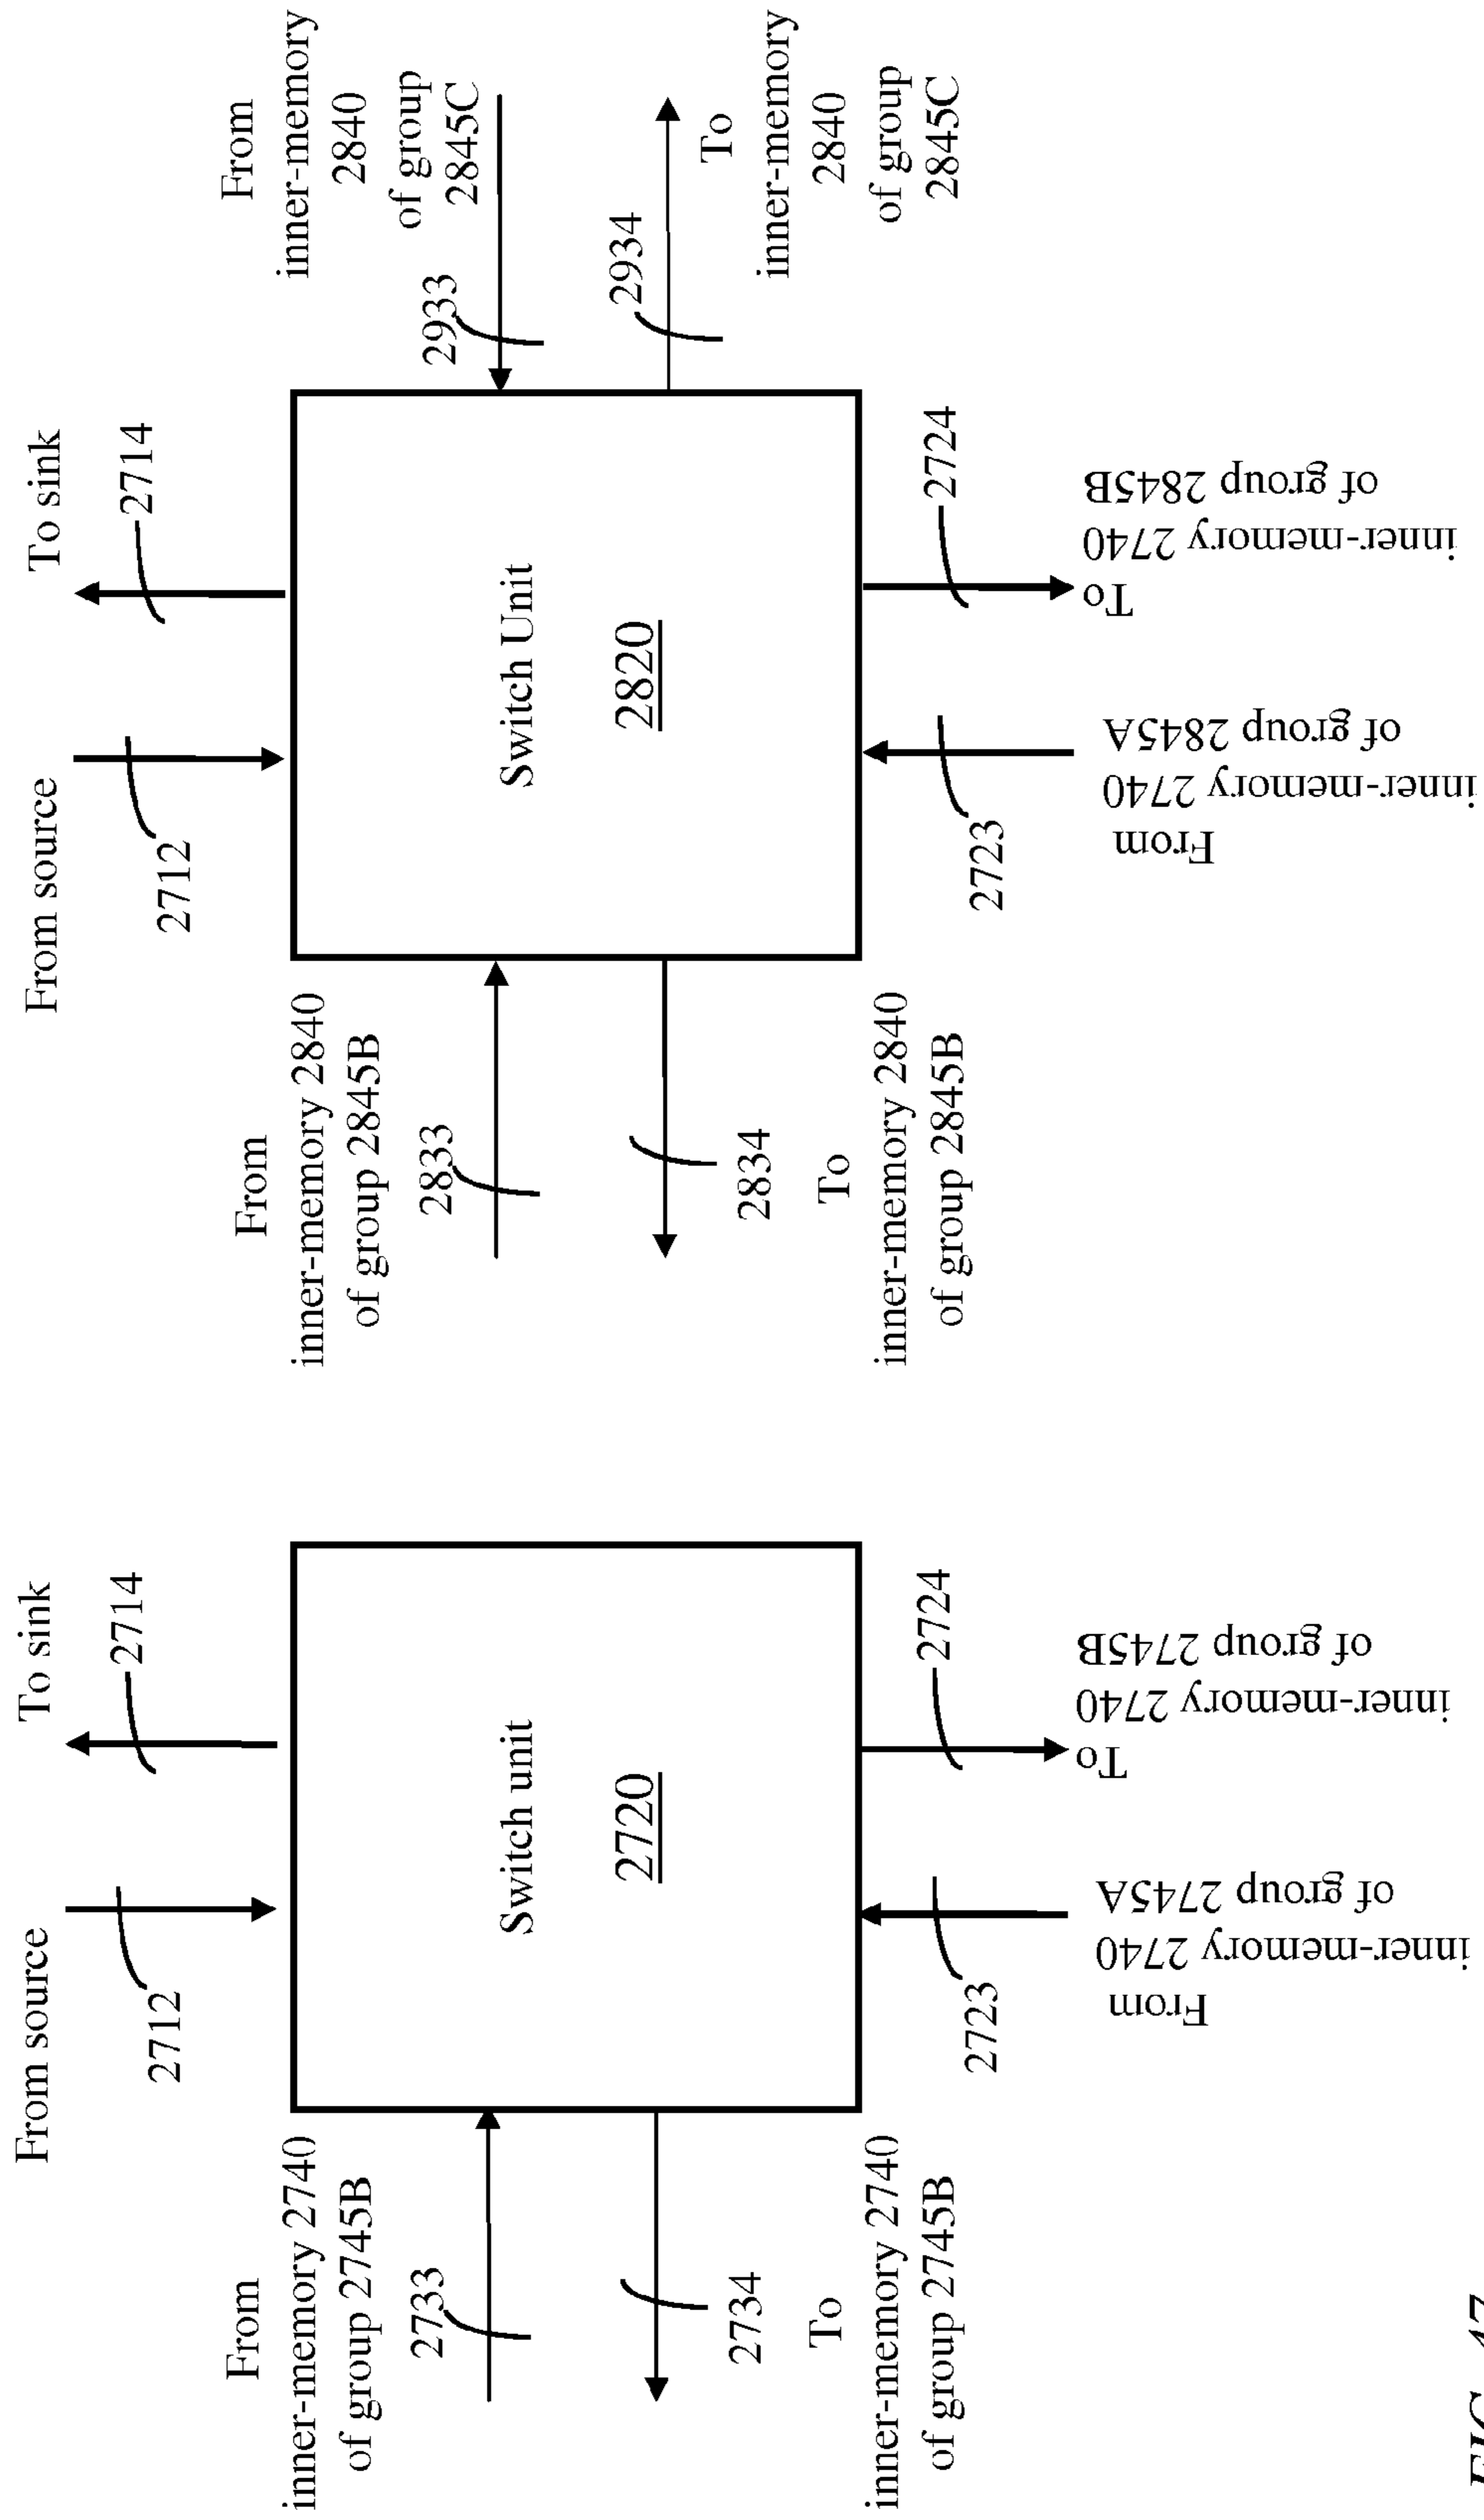 From source
To sink
2712
2714
From
inner-memory 2740
of group 2745B
2733
Switch unit
2720
2734
To
inner-memory 2740
of group 2745B
2723
2724
From
inner-memory 2740
of group 2745A
To
inner-memory 2740
of group 2745B
From source
To sink
2712
2714
From
inner-memory 2840
of group 2845B
2833
Switch Unit
2820
2834
To
inner-memory 2840
of group 2845B
From
inner-memory
2840
of group
2845C
2933
2934
To
inner-memory
2840
of group
2845C
2723
2724
From
inner-memory 2740
of group 2845A
To
inner-memory 2740
of group 2845B
FIG. 47